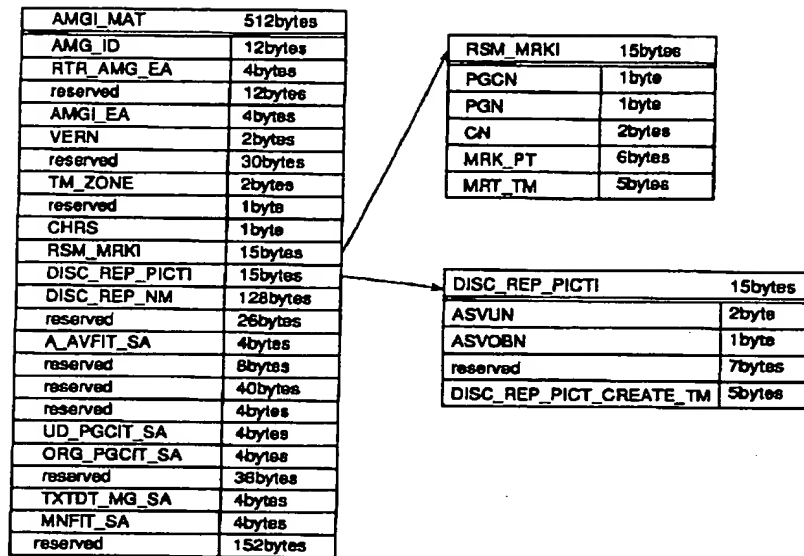 AMGI_MAT 512bytes
AMG_ID 12bytes
RTR_AMG_EA 4bytes
reserved 12bytes
AMGI_EA 4bytes
VERN 2bytes
reserved 30bytes
TM_ZONE 2bytes
reserved 1byte
CHRS 1byte
RSM_MRKI 15bytes
DISC_REP_PICTI 15bytes
DISC_REP_NM 128bytes
reserved 26bytes
A_AVFIT_SA 4bytes
reserved 8bytes
reserved 40bytes
reserved 4bytes
UD_PGCIT_SA 4bytes
ORG_PGCIT_SA 4bytes
reserved 36bytes
TXTDT_MG_SA 4bytes
MNFIT_SA 4bytes
reserved 152bytes
RSM_MRKI 15bytes
PGCN 1byte
PGN 1byte
CN 2bytes
MRK_PT 6bytes
MRT_TM 5bytes
DISC_REP_PICTI 15bytes
ASVUN 2byte
ASVOBN 1byte
reserved 7bytes
DISC_REP_PICT_CREATE_TM 5bytes